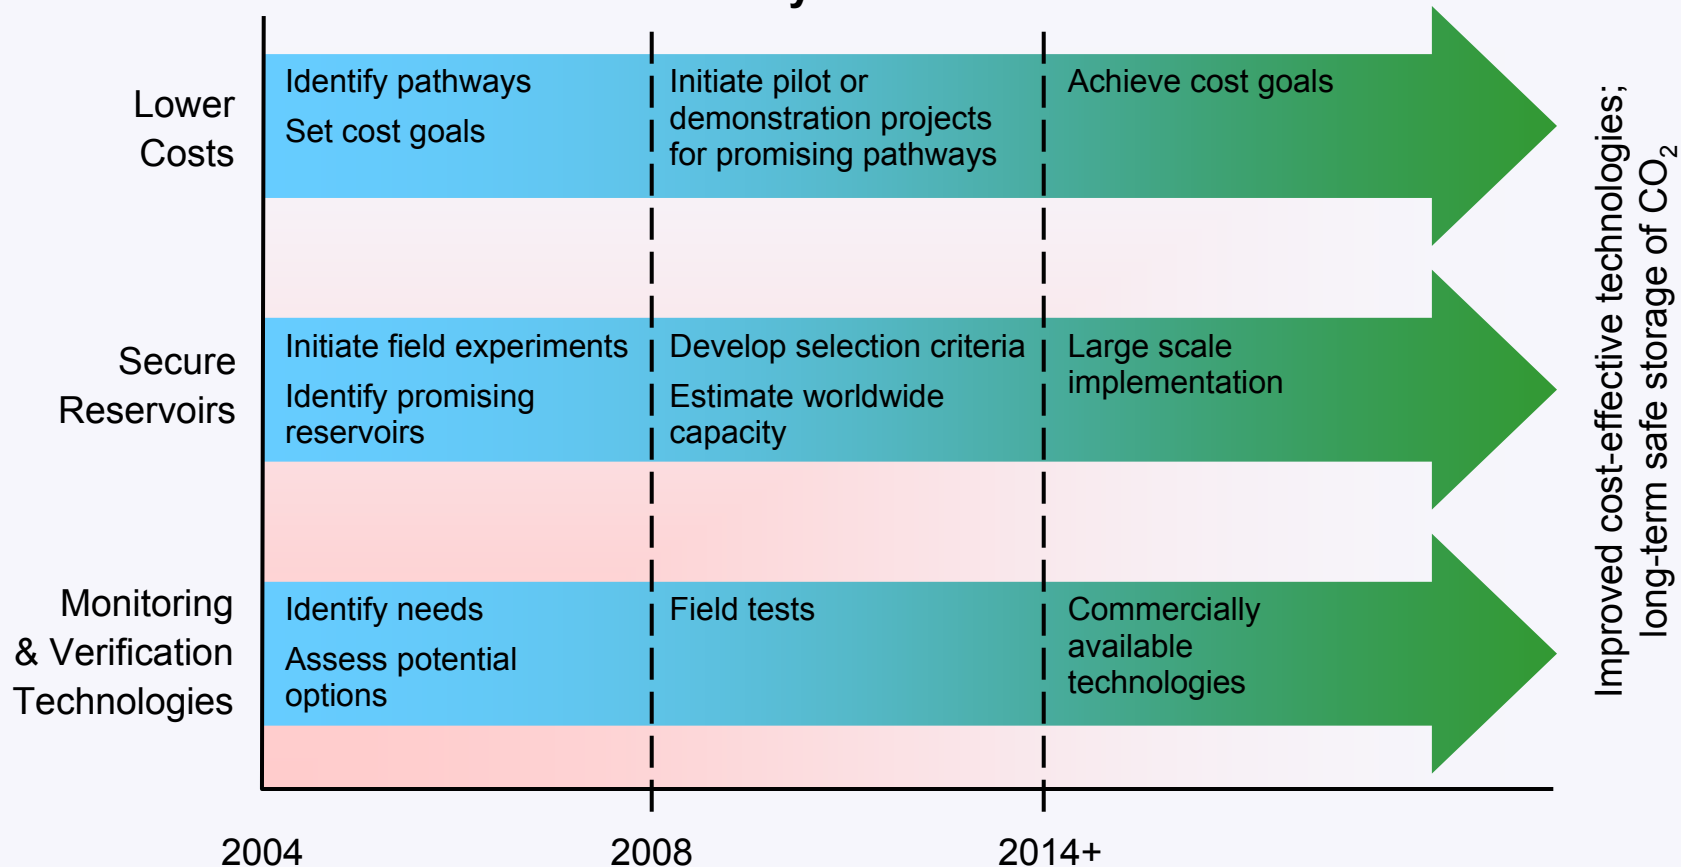 Lower
Costs
Identify pathways
Set cost goals
Initiate pilot or
demonstration projects
for promising pathways
Achieve cost goals
Secure
Reservoirs
Initiate field experiments
Identify promising
reservoirs
Develop selection criteria
Estimate worldwide
capacity
Large scale
implementation
Monitoring
& Verification
Technologies
Identify needs
Assess potential
options
Field tests
Commercially
available
technologies
2004
2008
2014+
Improved cost-effective technologies;
long-term safe storage of CO₂